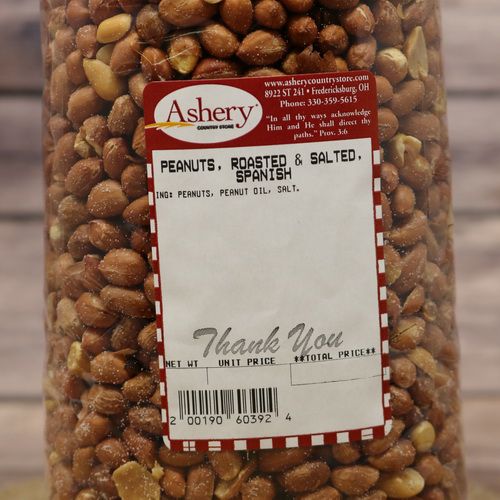 www.asherycountrystore.com
8922 ST 241 • Fredericksburg, OH
Phone: 330-359-5615
"In all thy ways acknowledge
Him and He shall direct thy
paths." Prov. 3:6
Ashery
COUNTRY STORE
PEANUTS, ROASTED & SALTED,
SPANISH
ING: PEANUTS, PEANUT OIL, SALT.
Thank You
NET WT UNIT PRICE **TOTAL PRICE**
2 00190 60392 4